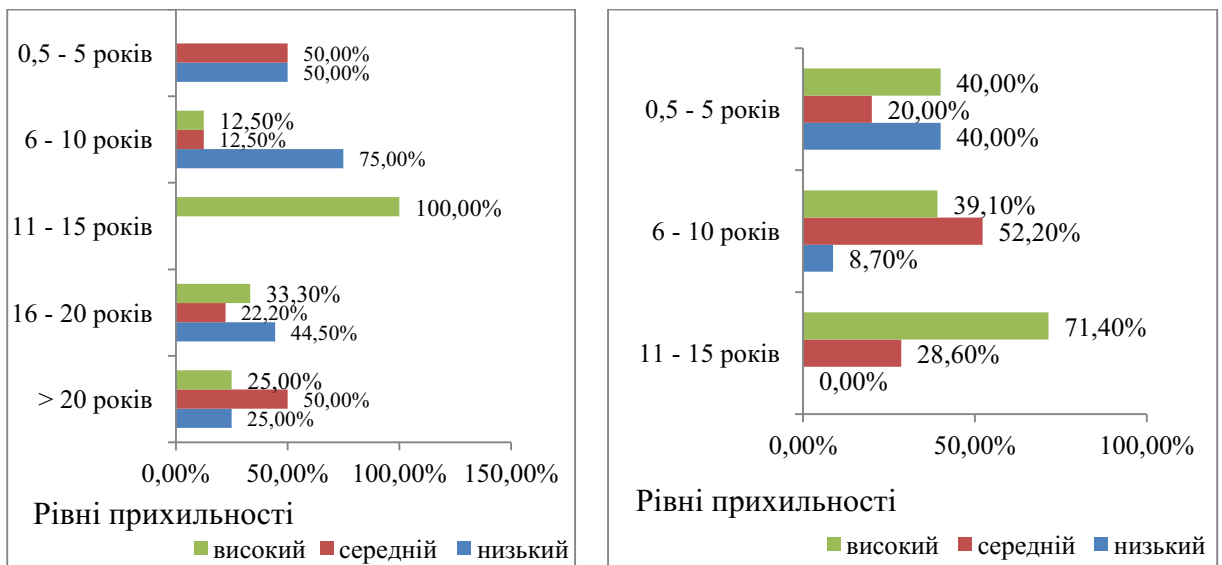 0,5 - 5 років
50,00%
50,00%
6 - 10 років
12,50%
12,50%
75,00%
11 - 15 років
100,00%
16 - 20 років
33,30%
22,20%
44,50%
> 20 років
25,00%
50,00%
25,00%
0,00% 50,00% 100,00% 150,00%
Рівні прихильності
високий середній низький
0,5 - 5 років
40,00%
20,00%
40,00%
6 - 10 років
39,10%
52,20%
8,70%
11 - 15 років
71,40%
28,60%
0,00%
0,00% 50,00% 100,00%
Рівні прихильності
високий середній низький